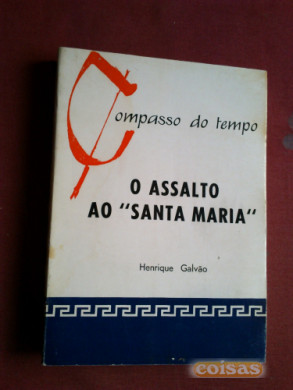 Compasso do tempo
O ASSALTO
AO "SANTA MARIA"
Henrique Galvão
coisas